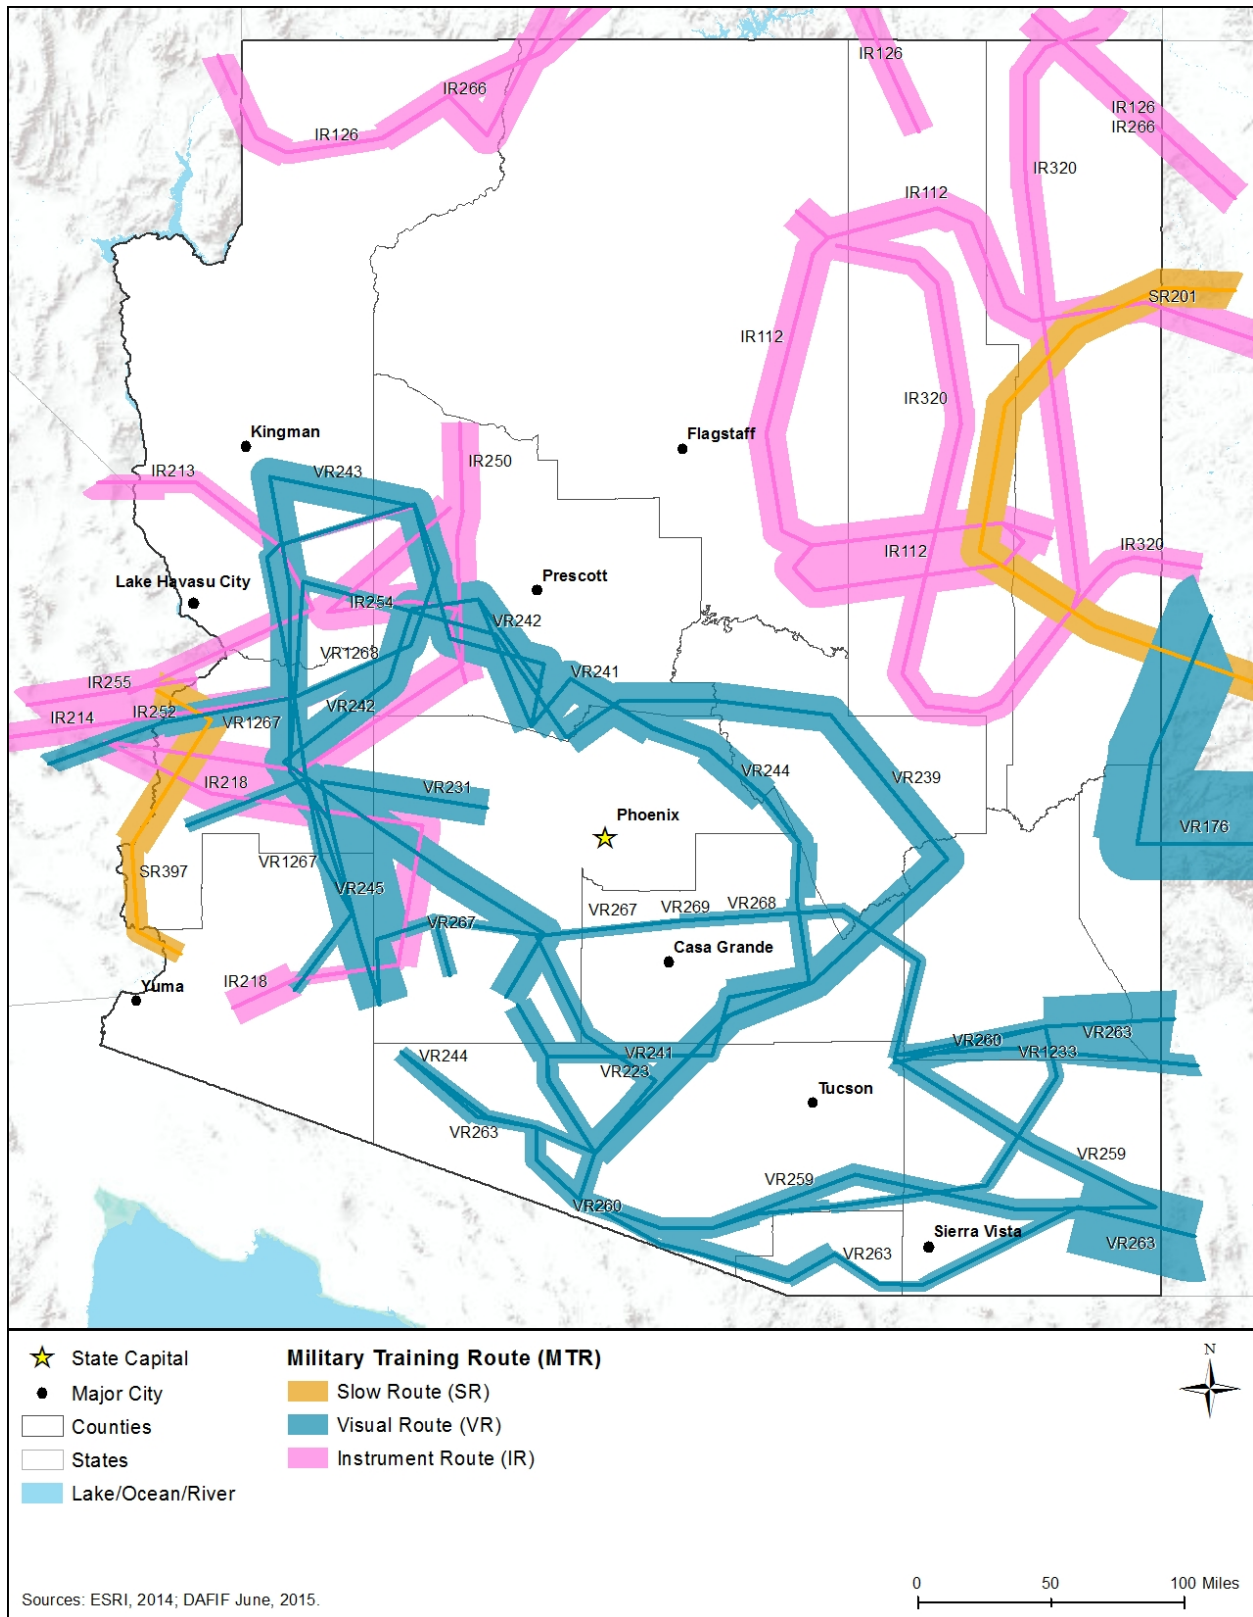 IR126
IR266
IR126
IR126
IR266
IR320
IR112
SR201
IR112
IR320
Kingman
Flagstaff
VR243
IR250
IR213
IR112
IR320
Lake Havasu City
Prescott
IR254
VR242
VR1268
VR241
IR255
VR242
IR252
IR214
VR1267
IR218
VR231
VR244
VR239
Phoenix
VR176
VR1267
SR397
VR245
VR267
VR267
VR269
VR268
Casa Grande
IR218
Yuma
VR244
VR241
VR223
VR260
VR263
VR1233
Tucson
VR263
VR259
VR259
VR260
Sierra Vista
VR263
VR263
State Capital
Major City
Counties
States
Lake/Ocean/River
Military Training Route (MTR)
Slow Route (SR)
Visual Route (VR)
Instrument Route (IR)
N
Sources: ESRI, 2014; DAFIF June, 2015.
0 50 100 Miles